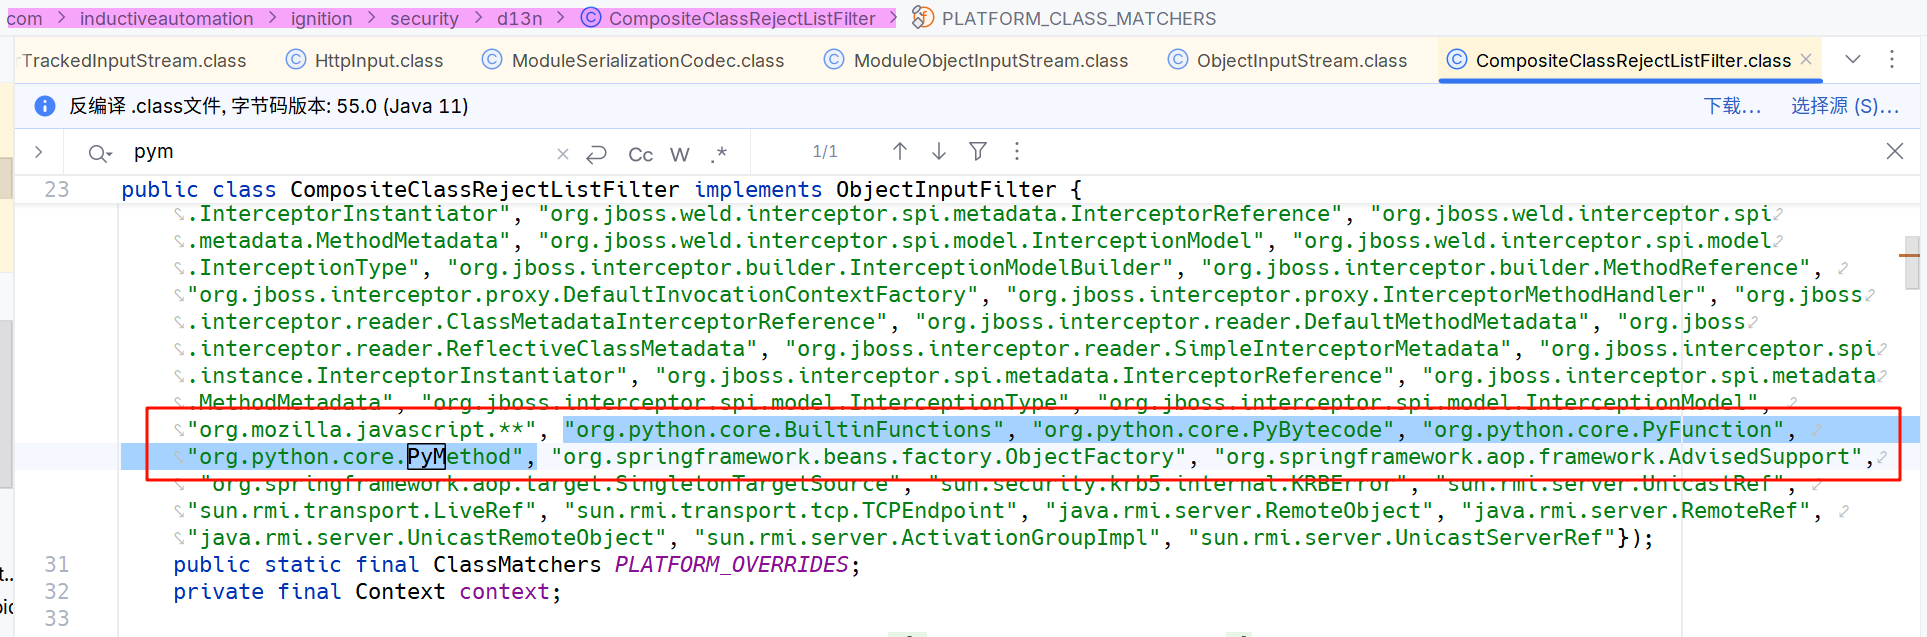 com > inductiveautomation > ignition > security > d13n > CompositeClassRejectListFilter > PLATFORM_CLASS_MATCHERS
TrackedInputStream.class HttpInput.class ModuleSerializationCodec.class ModuleObjectInputStream.class ObjectInputStream.class CompositeClassRejectListFilter.class
反编译 .class文件, 字节码版本: 55.0 (Java 11) 下载... 选择源 (S)...
pym Cc W .* 1/1
23 public class CompositeClassRejectListFilter implements ObjectInputFilter {
.InterceptorInstantiator", "org.jboss.weld.interceptor.spi.metadata.InterceptorReference", "org.jboss.weld.interceptor.spi
.metadata.MethodMetadata", "org.jboss.weld.interceptor.spi.model.InterceptionModel", "org.jboss.weld.interceptor.spi.model
.InterceptionType", "org.jboss.interceptor.builder.InterceptionModelBuilder", "org.jboss.interceptor.builder.MethodReference",
"org.jboss.interceptor.proxy.DefaultInvocationContextFactory", "org.jboss.interceptor.proxy.InterceptorMethodHandler", "org.jboss
.interceptor.reader.ClassMetadataInterceptorReference", "org.jboss.interceptor.reader.DefaultMethodMetadata", "org.jboss
.interceptor.reader.ReflectiveClassMetadata", "org.jboss.interceptor.reader.SimpleInterceptorMetadata", "org.jboss.interceptor.spi
.instance.InterceptorInstantiator", "org.jboss.interceptor.spi.metadata.InterceptorReference", "org.jboss.interceptor.spi.metadata
.MethodMetadata", "org.jboss.interceptor.spi.model.InterceptionType", "org.jboss.interceptor.spi.model.InterceptionModel",
"org.mozilla.javascript.**", "org.python.core.BuiltinFunctions", "org.python.core.PyBytecode", "org.python.core.PyFunction",
"org.python.core.PyMethod", "org.springframework.beans.factory.ObjectFactory", "org.springframework.aop.framework.AdvisedSupport",
"org.springframework.aop.target.SingletonTargetSource", "sun.security.krb5.internal.KRBError", "sun.rmi.server.UnicastRef",
"sun.rmi.transport.LiveRef", "sun.rmi.transport.tcp.TCPEndpoint", "java.rmi.server.RemoteObject", "java.rmi.server.RemoteRef",
"java.rmi.server.UnicastRemoteObject", "sun.rmi.server.ActivationGroupImpl", "sun.rmi.server.UnicastServerRef"});
31 public static final ClassMatchers PLATFORM_OVERRIDES;
32 private final Context context;
33